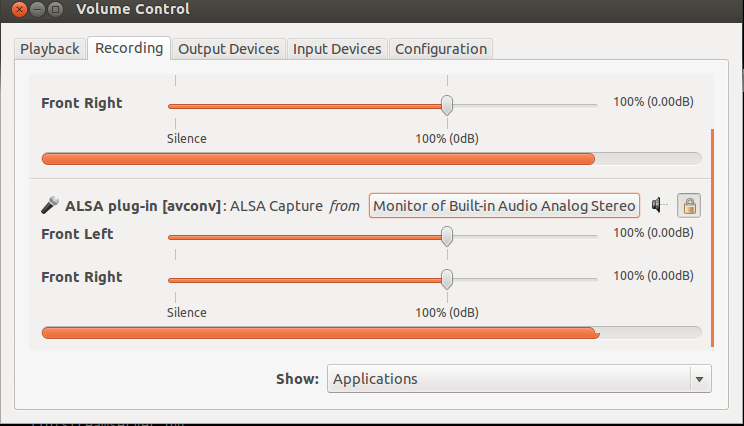 Volume Control
Playback Recording Output Devices Input Devices Configuration
Front Right 100% (0.00dB)
Silence 100% (0dB)
ALSA plug-in [avconv]: ALSA Capture from Monitor of Built-in Audio Analog Stereo
Front Left 100% (0.00dB)
Front Right 100% (0.00dB)
Silence 100% (0dB)
Show: Applications